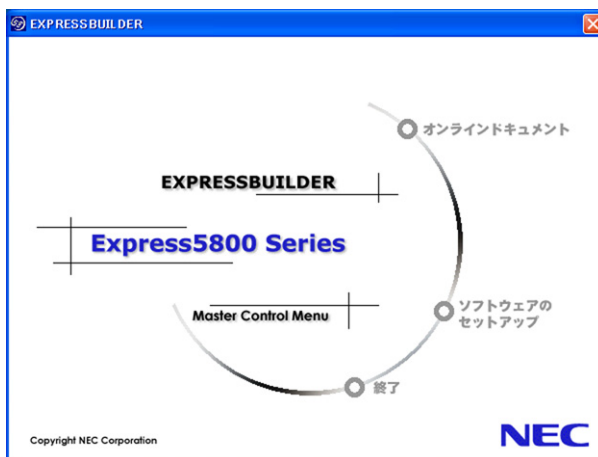 EXPRESSBUILDER
オンラインドキュメント
EXPRESSBUILDER
Express5800 Series
ソフトウェアの
セットアップ
Master Control Menu
終了
Copyright NEC Corporation
NEC